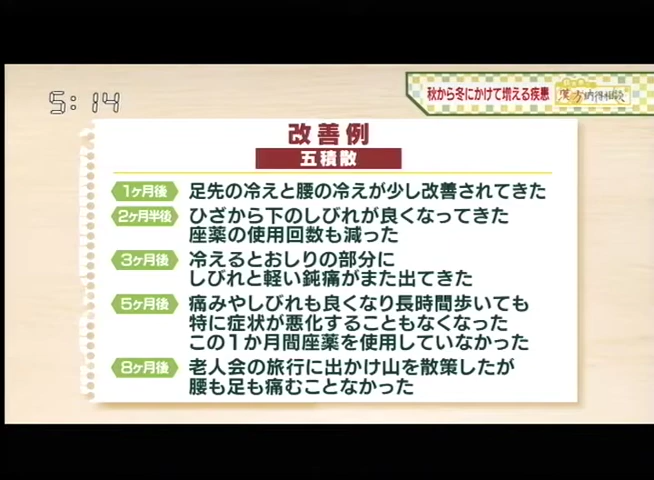 5:14
秋から冬にかけて増える疾患
漢方納得相談
改善例
五積散
1ヶ月後 足先の冷えと腰の冷えが少し改善されてきた
2ヶ月半後 ひざから下のしびれが良くなってきた
座薬の使用回数も減った
3ヶ月後 冷えるとおしりの部分に
しびれと軽い鈍痛がまた出てきた
5ヶ月後 痛みやしびれも良くなり長時間歩いても
特に症状が悪化することもなくなった
この1か月間座薬を使用していなかった
8ヶ月後 老人会の旅行に出かけ山を散策したが
腰も足も痛むことなかった